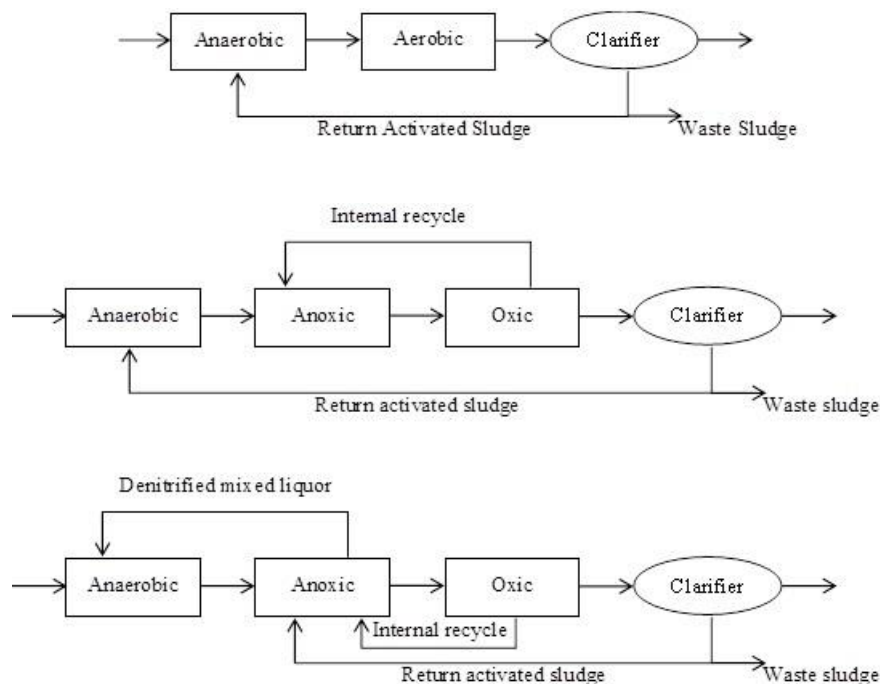 Anaerobic
Aerobic
Clarifier
Return Activated Sludge
Waste Sludge
Internal recycle
Anaerobic
Anoxic
Oxic
Clarifier
Return activated sludge
Waste sludge
Denitrified mixed liquor
Anaerobic
Anoxic
Oxic
Clarifier
Internal recycle
Return activated sludge
Waste sludge